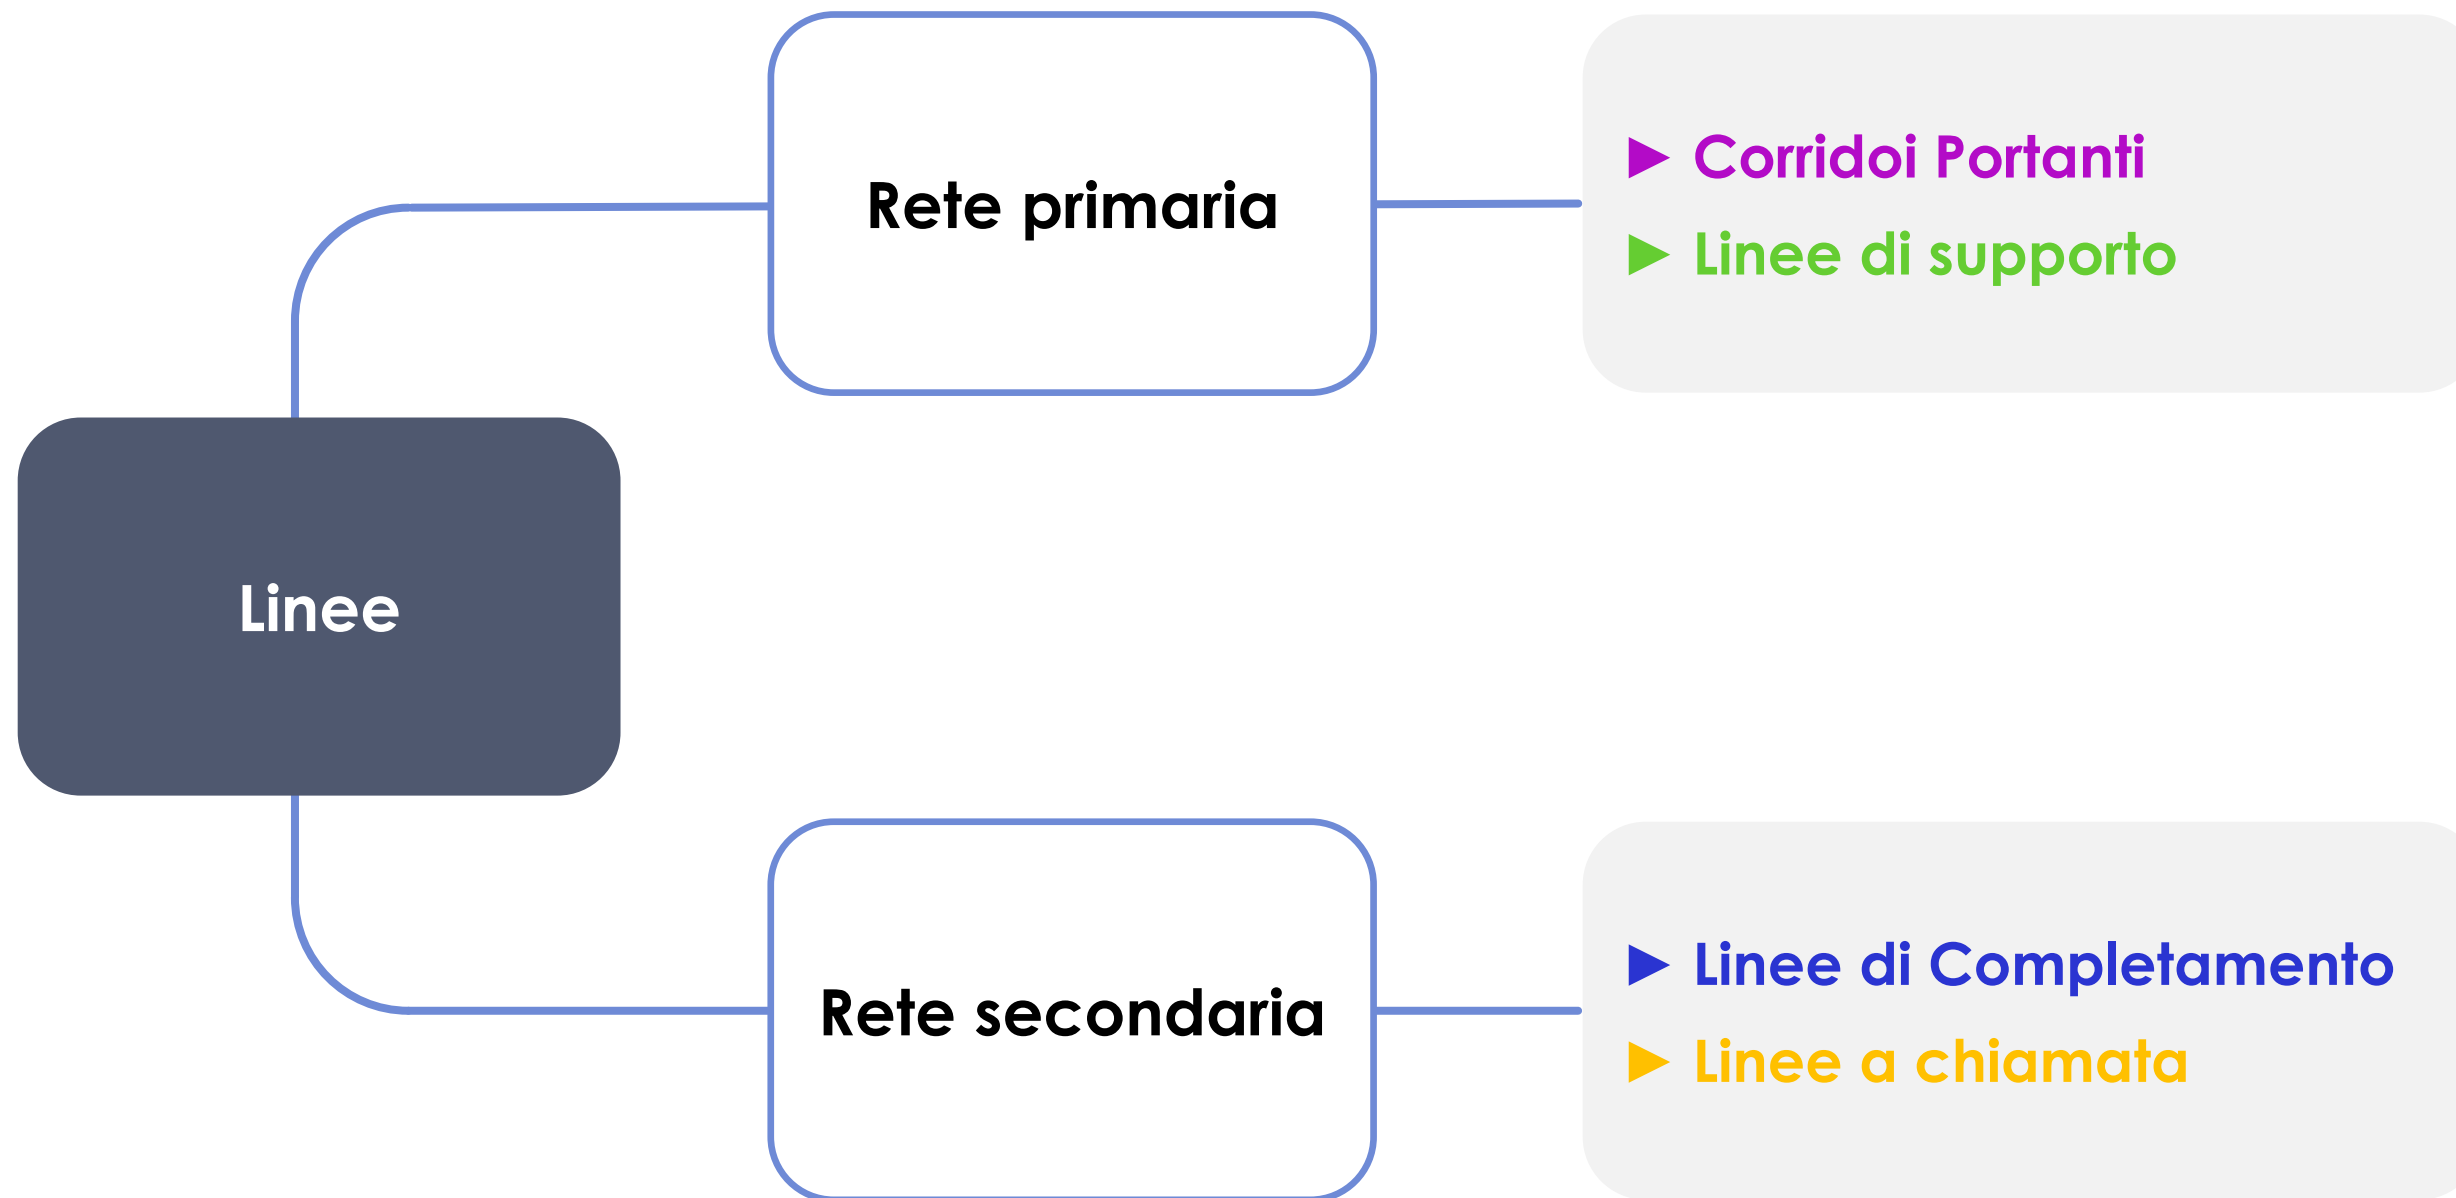 Linee
Rete primaria
► Corridoi Portanti
► Linee di supporto
Rete secondaria
► Linee di Completamento
► Linee a chiamata